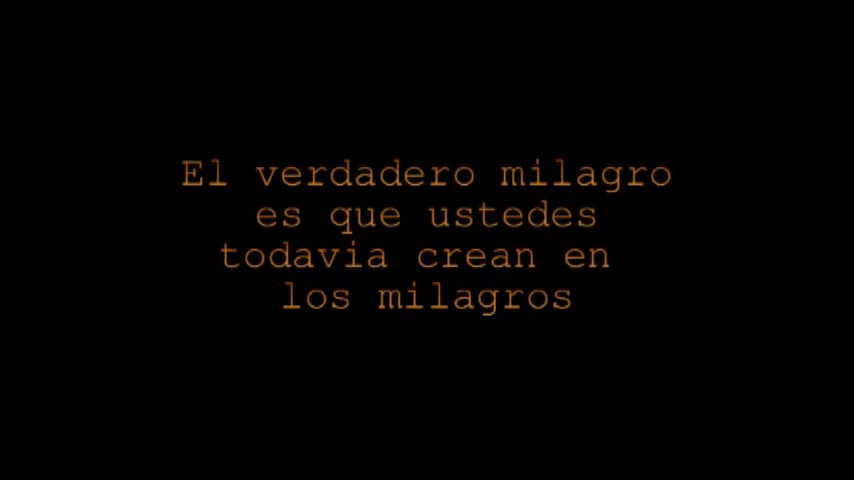 El verdadero milagro
es que ustedes
todavia crean en
los milagros